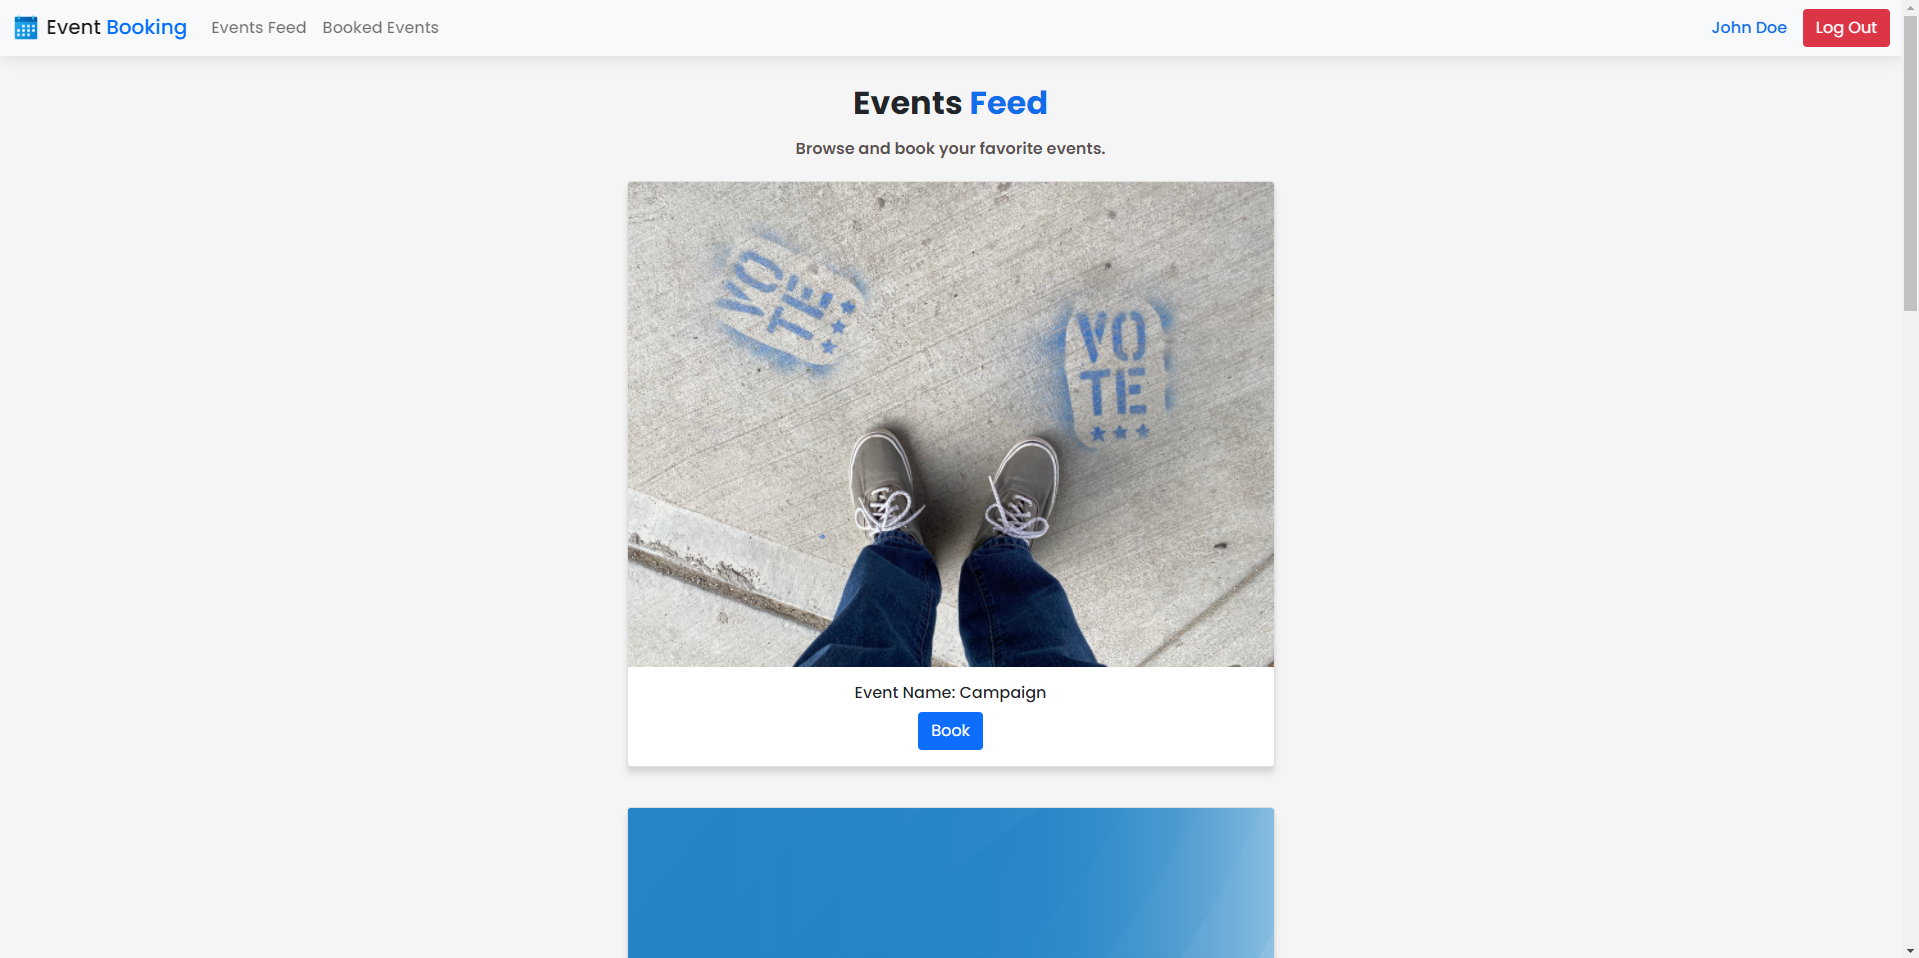 Event Booking
Events Feed
Booked Events
John Doe
Log Out
Events Feed
Browse and book your favorite events.
VO
TE
VO
TE
Event Name: Campaign
Book